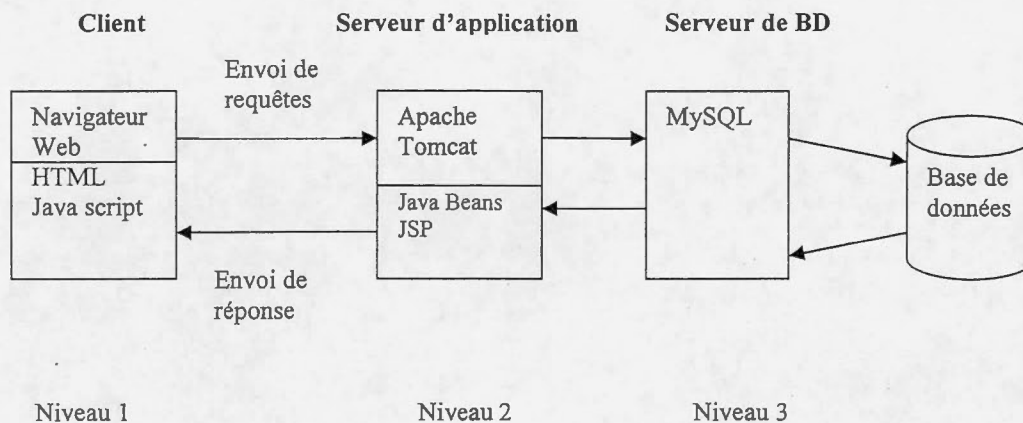 Client
Serveur d'application
Serveur de BD
Envoi de
requêtes
Navigateur
Web
HTML
Java script
Apache
Tomcat
Java Beans
JSP
MySQL
Base de
données
Envoi de
réponse
Niveau 1
Niveau 2
Niveau 3